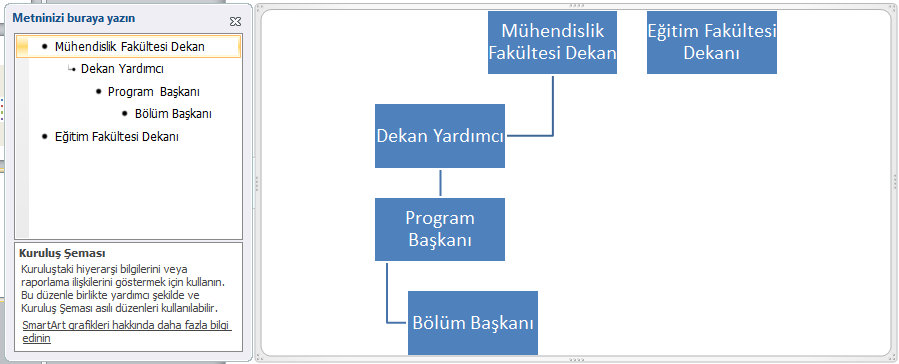 Metninizi buraya yazın
Mühendislik Fakültesi Dekan
Dekan Yardımcı
Program Başkanı
Bölüm Başkanı
Eğitim Fakültesi Dekanı
Kuruluş Şeması
Kuruluştaki hiyerarşi bilgilerini veya
raporlama ilişkilerini göstermek için kullanın.
Bu düzenle birlikte yardımcı şekilde ve
Kuruluş Şeması asılı düzenleri kullanılabilir.
SmartArt grafikleri hakkında daha fazla bilgi
edinin
Mühendislik
Fakültesi Dekan
Eğitim Fakültesi
Dekanı
Dekan Yardımcı
Program
Başkanı
Bölüm Başkanı